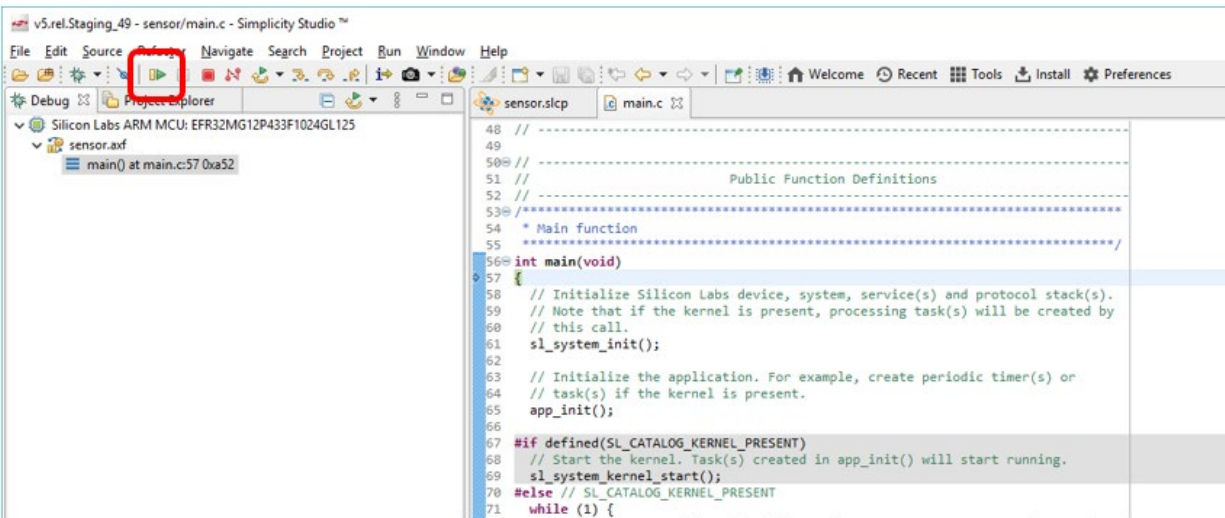 v5.rel.Staging_49 - sensor/main.c - Simplicity Studio ™
File Edit Source Refactor Navigate Search Project Run Window Help
Welcome Recent Tools Install Preferences
Debug Project Explorer
Silicon Labs ARM MCU: EFR32MG12P433F1024GL125
sensor.axf
main() at main.c:57 0xa52
sensor.slcp main.c
48 // --------------------------------------------------------------------------
49
50 // --------------------------------------------------------------------------
51 // Public Function Definitions
52 // --------------------------------------------------------------------------
53 /******************************************************************************
54 * Main function
55 *****************************************************************************/
56 int main(void)
57 {
58 // Initialize Silicon Labs device, system, service(s) and protocol stack(s).
59 // Note that if the kernel is present, processing task(s) will be created by
60 // this call.
61 sl_system_init();
62
63 // Initialize the application. For example, create periodic timer(s) or
64 // task(s) if the kernel is present.
65 app_init();
66
67 #if defined(SL_CATALOG_KERNEL_PRESENT)
68 // Start the kernel. Task(s) created in app_init() will start running.
69 sl_system_kernel_start();
70 #else // SL_CATALOG_KERNEL_PRESENT
71 while (1) {